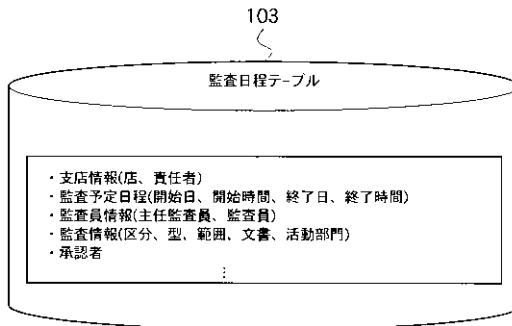 103
監査日程テーブル
・支店情報(店、責任者)
・監査予定日程(開始日、開始時間、終了日、終了時間)
・監査員情報(主任監査員、監査員)
・監査情報(区分、型、範囲、文書、活動部門)
・承認者
⋮